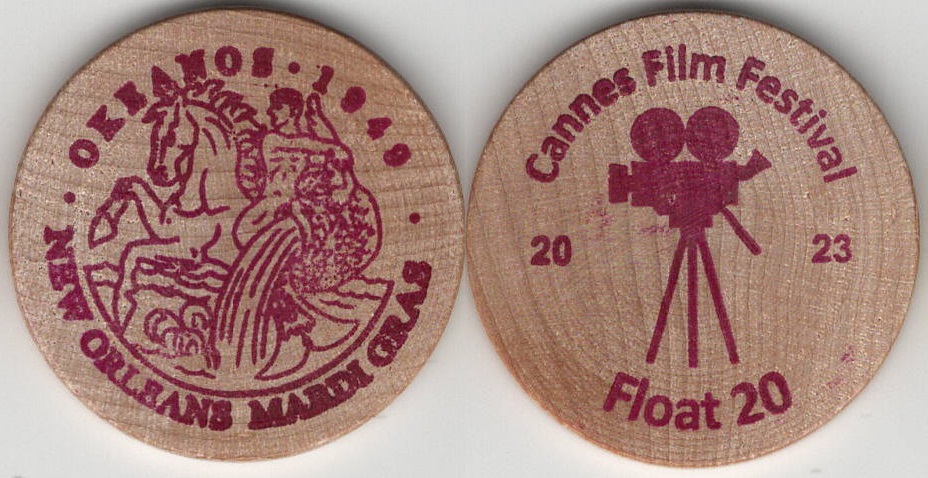 · OKEANOS · 1949 ·
NEW ORLEANS MARDI GRAS
Cannes Film Festival
20 23
Float 20